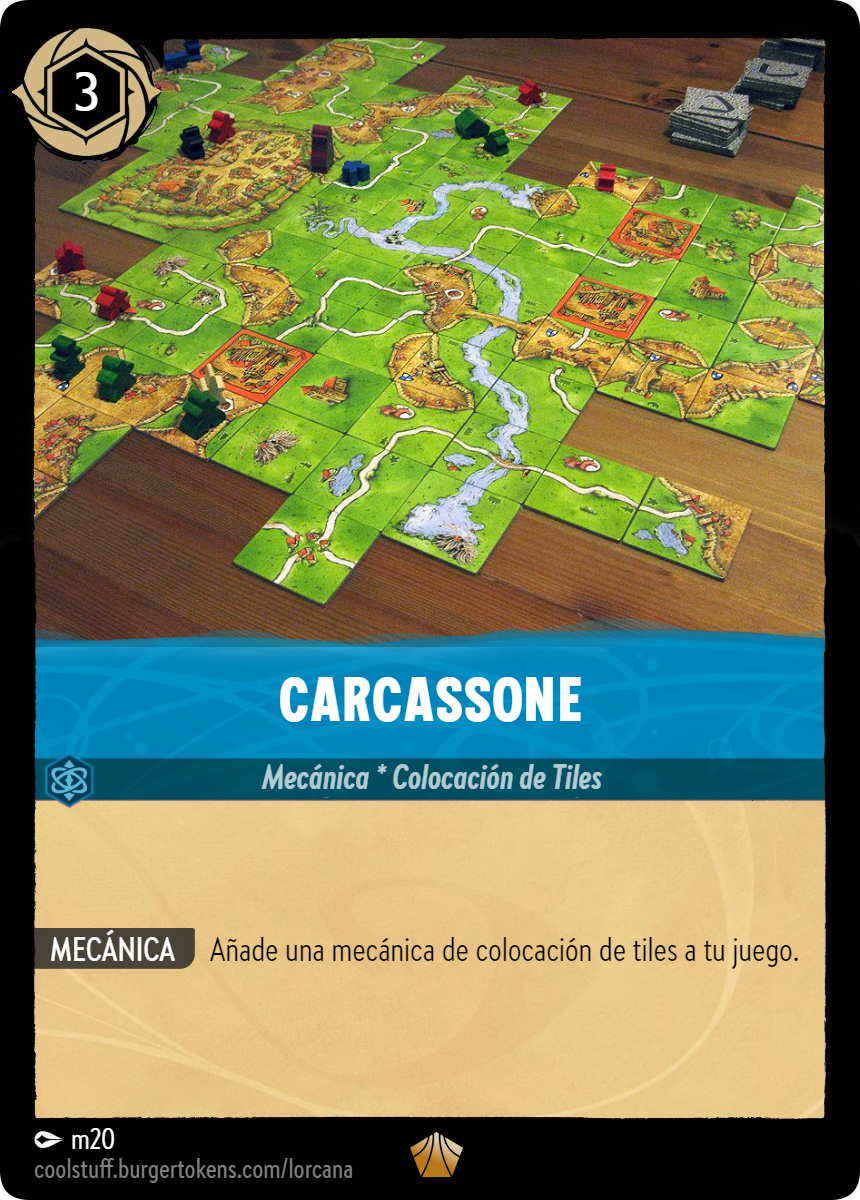 3
CARCASSONE
Mecánica * Colocación de Tiles
MECÁNICA Añade una mecánica de colocación de tiles a tu juego.
m20
coolstuff.burgertokens.com/lorcana